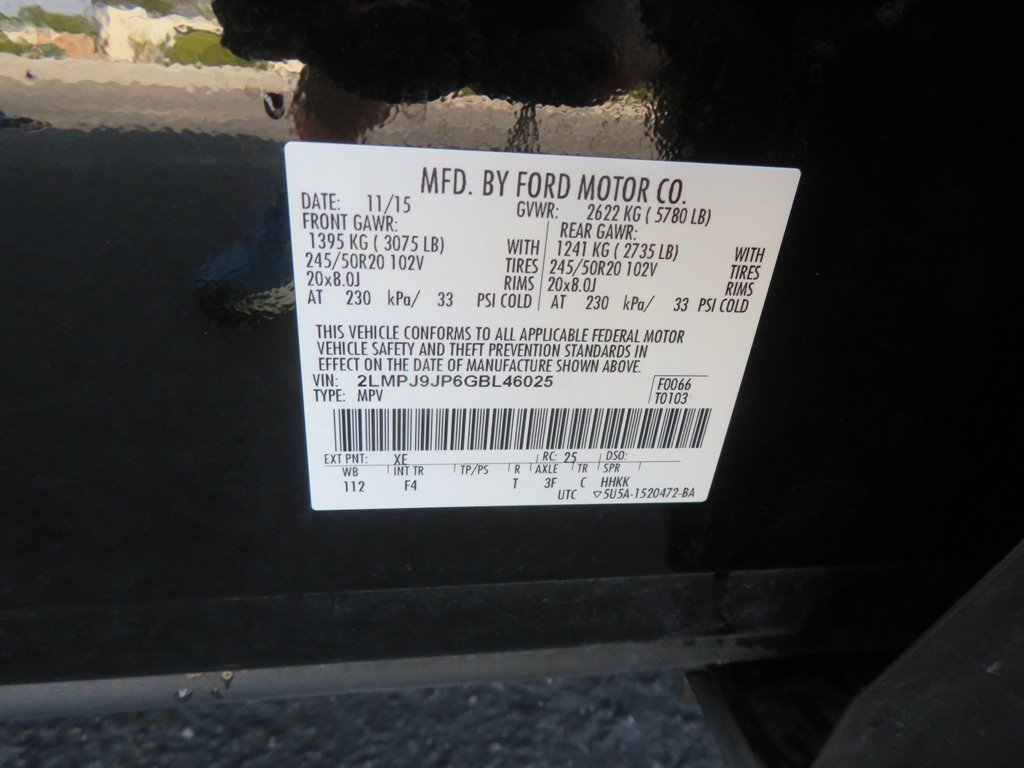 MFD. BY FORD MOTOR CO.
DATE: 11/15 GVWR: 2622 KG ( 5780 LB)
FRONT GAWR: REAR GAWR:
1395 KG ( 3075 LB) WITH 1241 KG ( 2735 LB) WITH
245/50R20 102V TIRES 245/50R20 102V TIRES
20x8.0J RIMS 20x8.0J RIMS
AT 230 kPa/ 33 PSI COLD AT 230 kPa/ 33 PSI COLD
THIS VEHICLE CONFORMS TO ALL APPLICABLE FEDERAL MOTOR
VEHICLE SAFETY AND THEFT PREVENTION STANDARDS IN
EFFECT ON THE DATE OF MANUFACTURE SHOWN ABOVE.
VIN: 2LMPJ9JP6GBL46025 F0066
TYPE: MPV T0103
EXT PNT: XE RC: 25 DSO:
WB INT TR TP/PS R AXLE TR SPR
112 F4 T 3F C HHKK
UTC ▽5U5A-1520472-BA